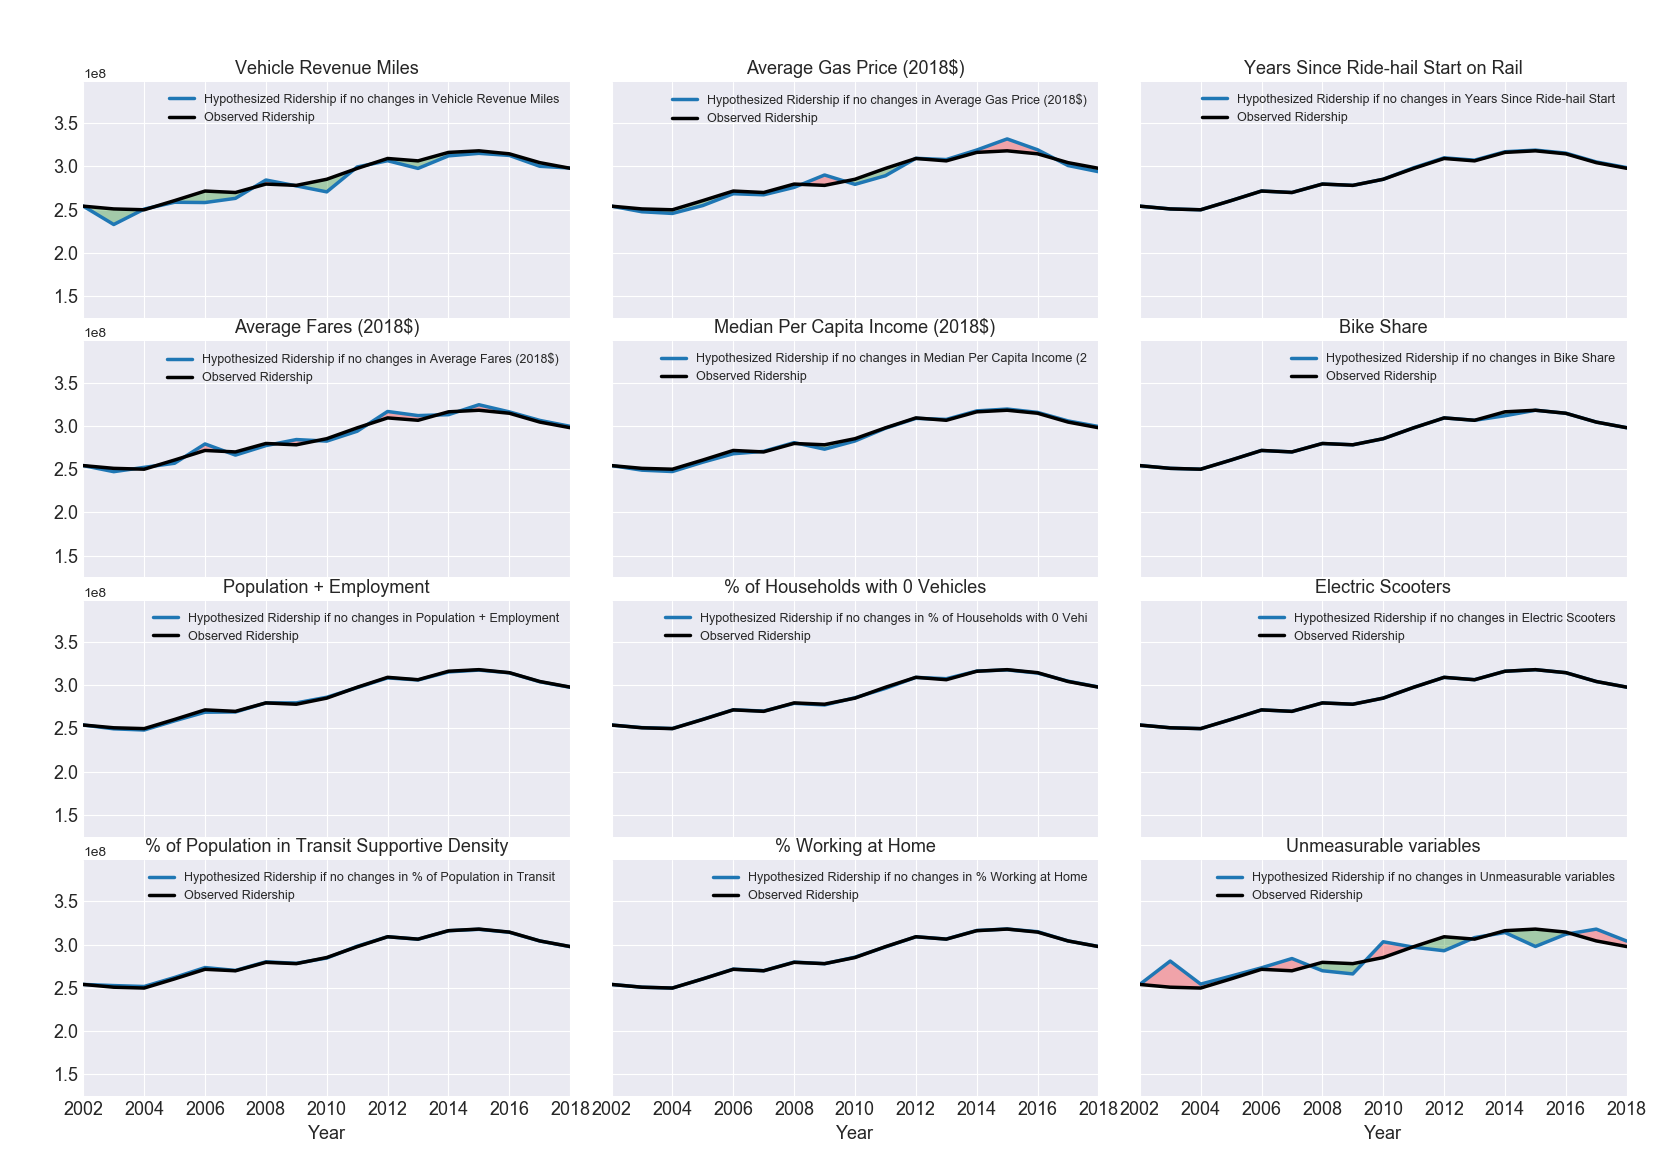 Vehicle Revenue Miles
1e8
Hypothesized Ridership if no changes in Vehicle Revenue Miles
Observed Ridership
3.5
3.0
2.5
2.0
1.5
Average Gas Price (2018$)
Hypothesized Ridership if no changes in Average Gas Price (2018$)
Observed Ridership
Years Since Ride-hail Start on Rail
Hypothesized Ridership if no changes in Years Since Ride-hail Start
Observed Ridership
Average Fares (2018$)
1e8
Hypothesized Ridership if no changes in Average Fares (2018$)
Observed Ridership
3.5
3.0
2.5
2.0
1.5
Median Per Capita Income (2018$)
Hypothesized Ridership if no changes in Median Per Capita Income (2
Observed Ridership
Bike Share
Hypothesized Ridership if no changes in Bike Share
Observed Ridership
Population + Employment
1e8
Hypothesized Ridership if no changes in Population + Employment
Observed Ridership
3.5
3.0
2.5
2.0
1.5
% of Households with 0 Vehicles
Hypothesized Ridership if no changes in % of Households with 0 Vehi
Observed Ridership
Electric Scooters
Hypothesized Ridership if no changes in Electric Scooters
Observed Ridership
% of Population in Transit Supportive Density
1e8
Hypothesized Ridership if no changes in % of Population in Transit
Observed Ridership
3.5
3.0
2.5
2.0
1.5
2002 2004 2006 2008 2010 2012 2014 2016 2018
Year
% Working at Home
Hypothesized Ridership if no changes in % Working at Home
Observed Ridership
2002 2004 2006 2008 2010 2012 2014 2016 2018
Year
Unmeasurable variables
Hypothesized Ridership if no changes in Unmeasurable variables
Observed Ridership
2002 2004 2006 2008 2010 2012 2014 2016 2018
Year